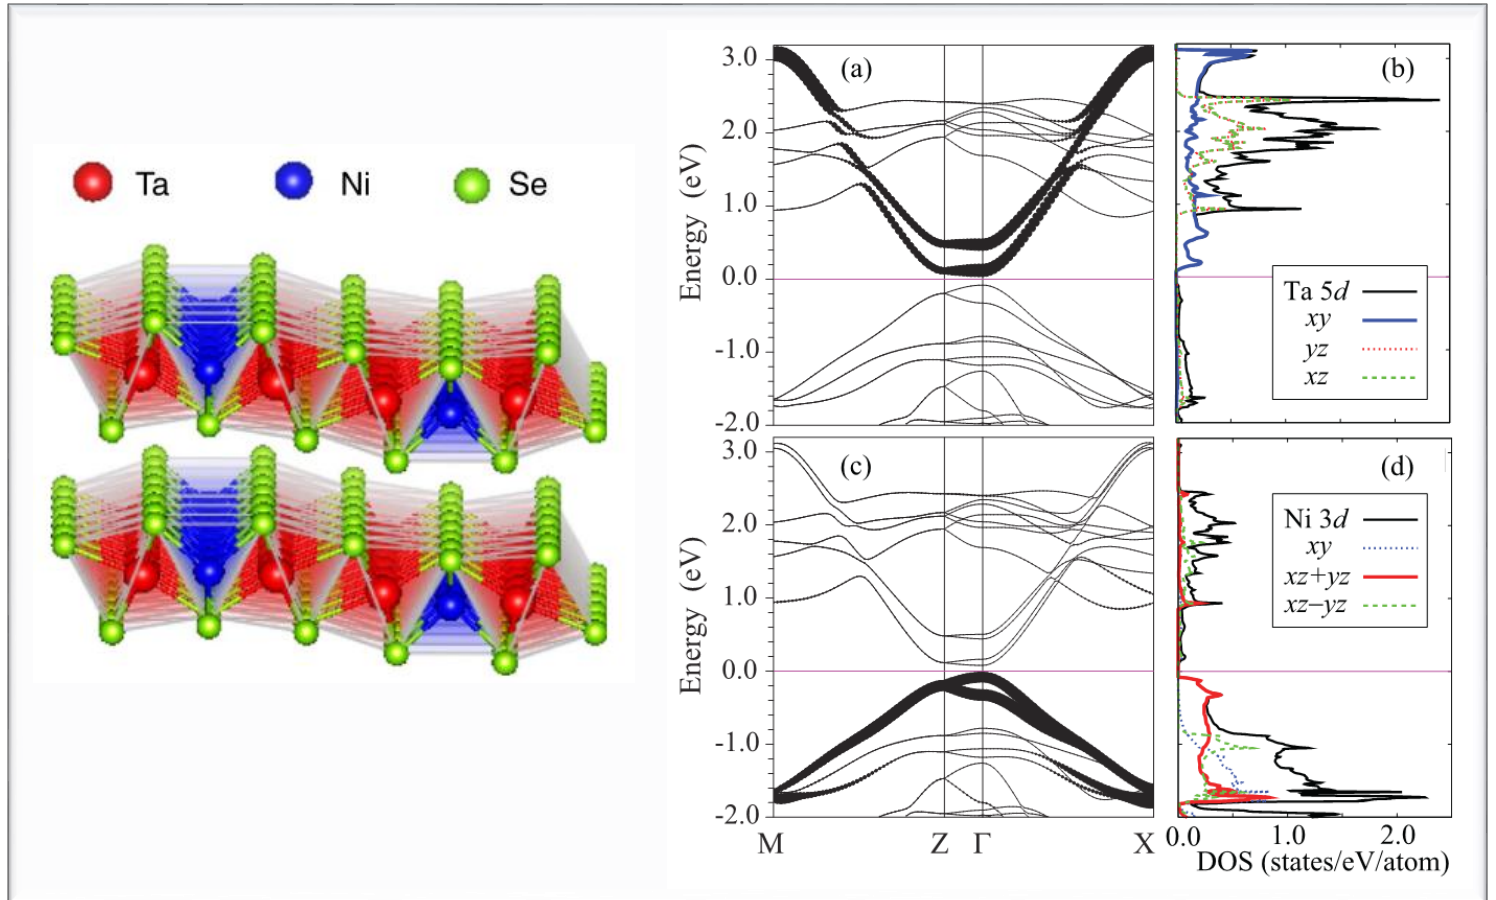 Ta
Ni
Se
(a)
3.0
2.0
1.0
0.0
-1.0
-2.0
Energy (eV)
(b)
Ta 5d
xy
yz
xz
(c)
3.0
2.0
1.0
0.0
-1.0
-2.0
Energy (eV)
M
Z
Γ
X
(d)
Ni 3d
xy
xz+yz
xz−yz
0.0
1.0
2.0
DOS (states/eV/atom)